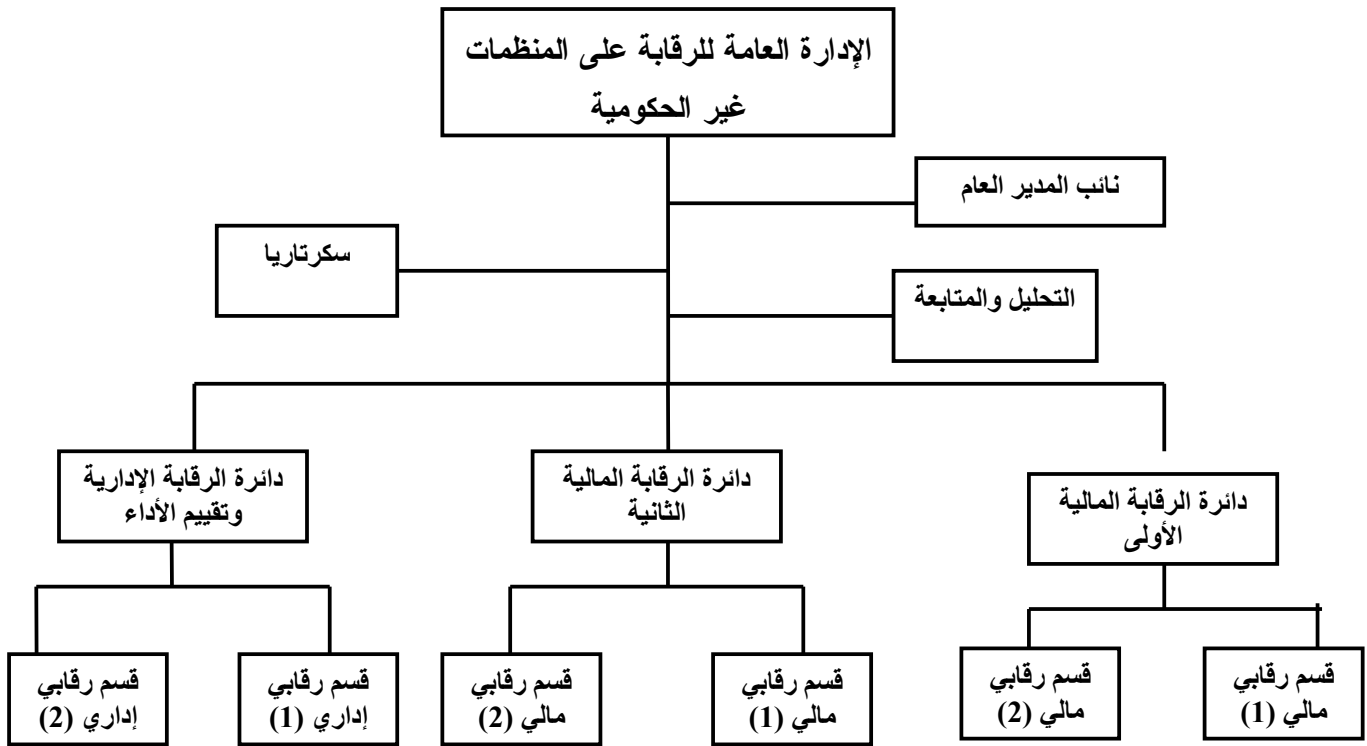 الإدارة العامة للرقابة على المنظمات
غير الحكومية
نائب المدير العام
سكرتاريا
التحليل والمتابعة
دائرة الرقابة المالية
الأولى
دائرة الرقابة المالية
الثانية
دائرة الرقابة الإدارية
وتقييم الأداء
قسم رقابي
مالي (1)
قسم رقابي
مالي (2)
قسم رقابي
مالي (1)
قسم رقابي
مالي (2)
قسم رقابي
إداري (1)
قسم رقابي
إداري (2)